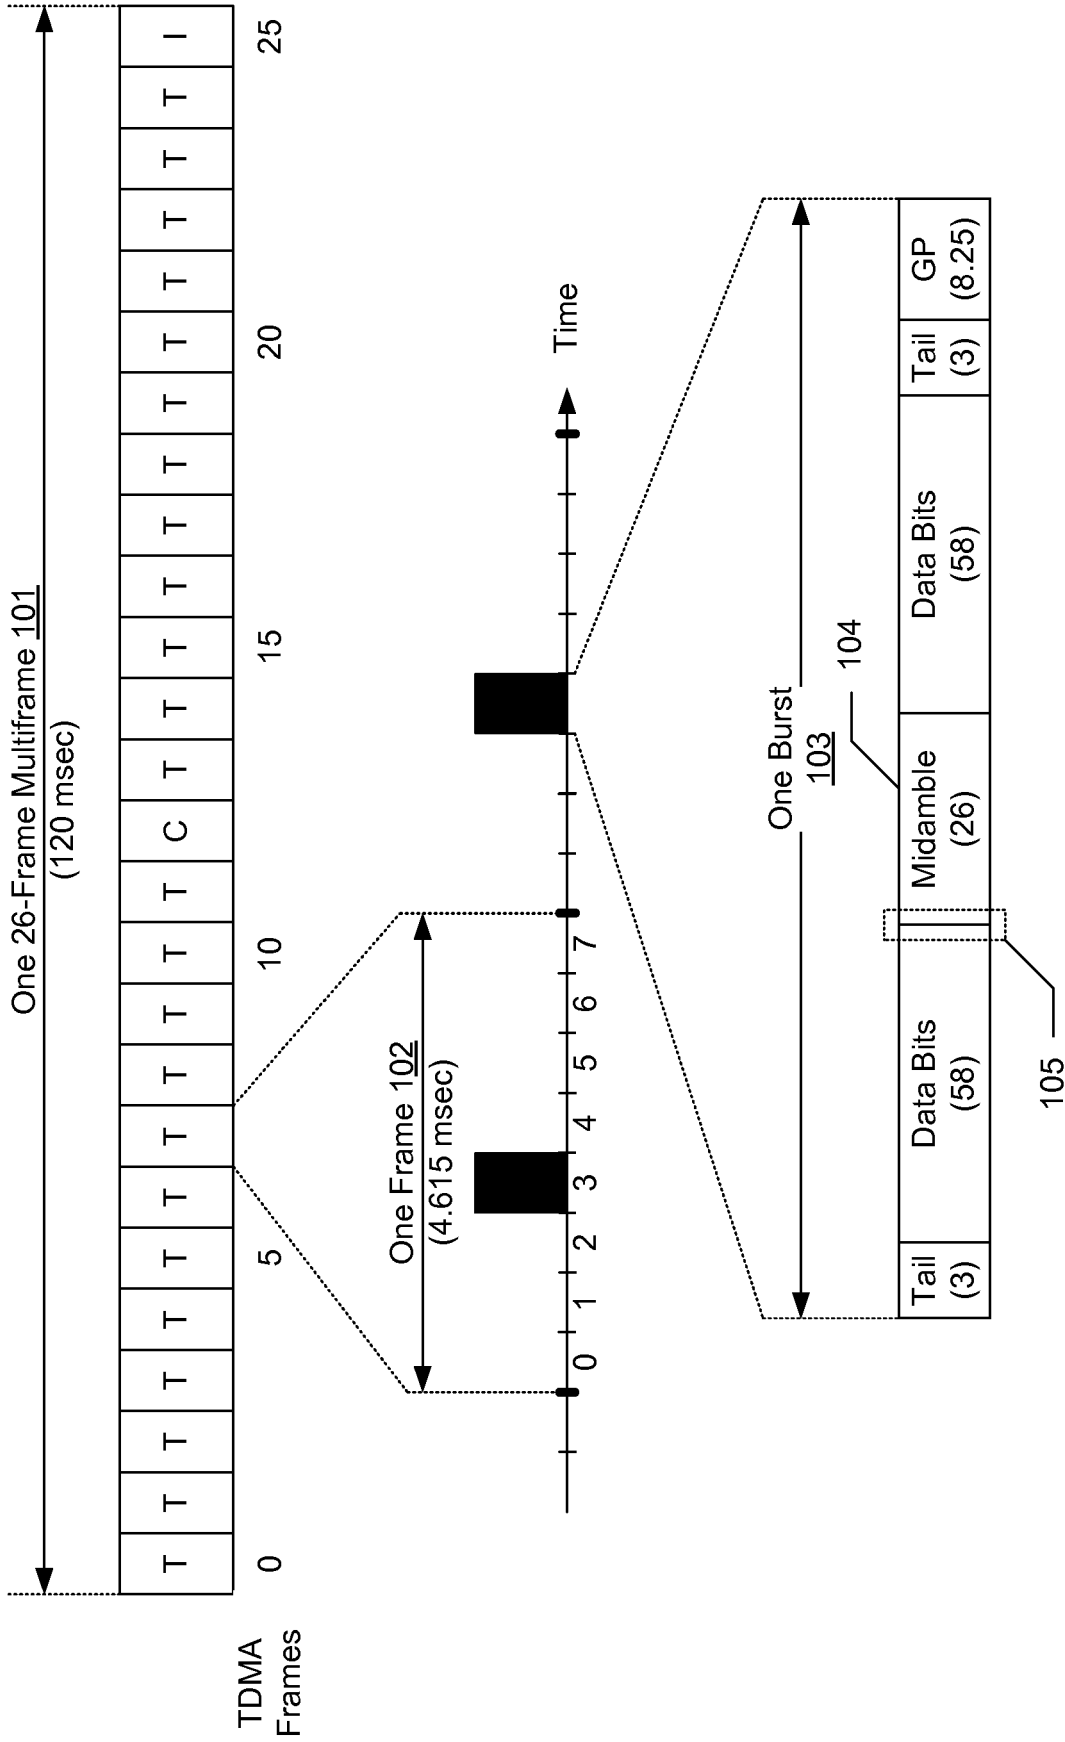 One 26-Frame Multiframe 101
(120 msec)
T T T T T T T T T T T T C T T T T T T T T T T T T I
TDMA
Frames
0 5 10 15 20 25
One Frame 102
(4.615 msec)
0 1 2 3 4 5 6 7
Time
One Burst
103
104
Tail
(3)
Data Bits
(58)
Midamble
(26)
Data Bits
(58)
Tail
(3)
GP
(8.25)
105